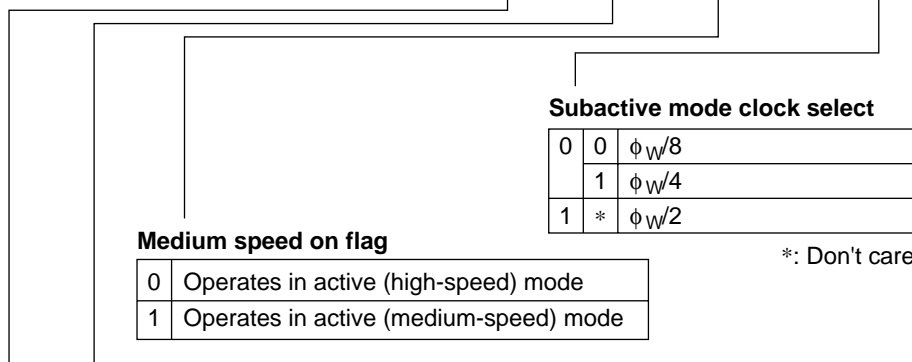 Subactive mode clock select
0 0 ϕW/8
1 ϕW/4
1 * ϕW/2
*: Don't care
Medium speed on flag
0 Operates in active (high-speed) mode
1 Operates in active (medium-speed) mode